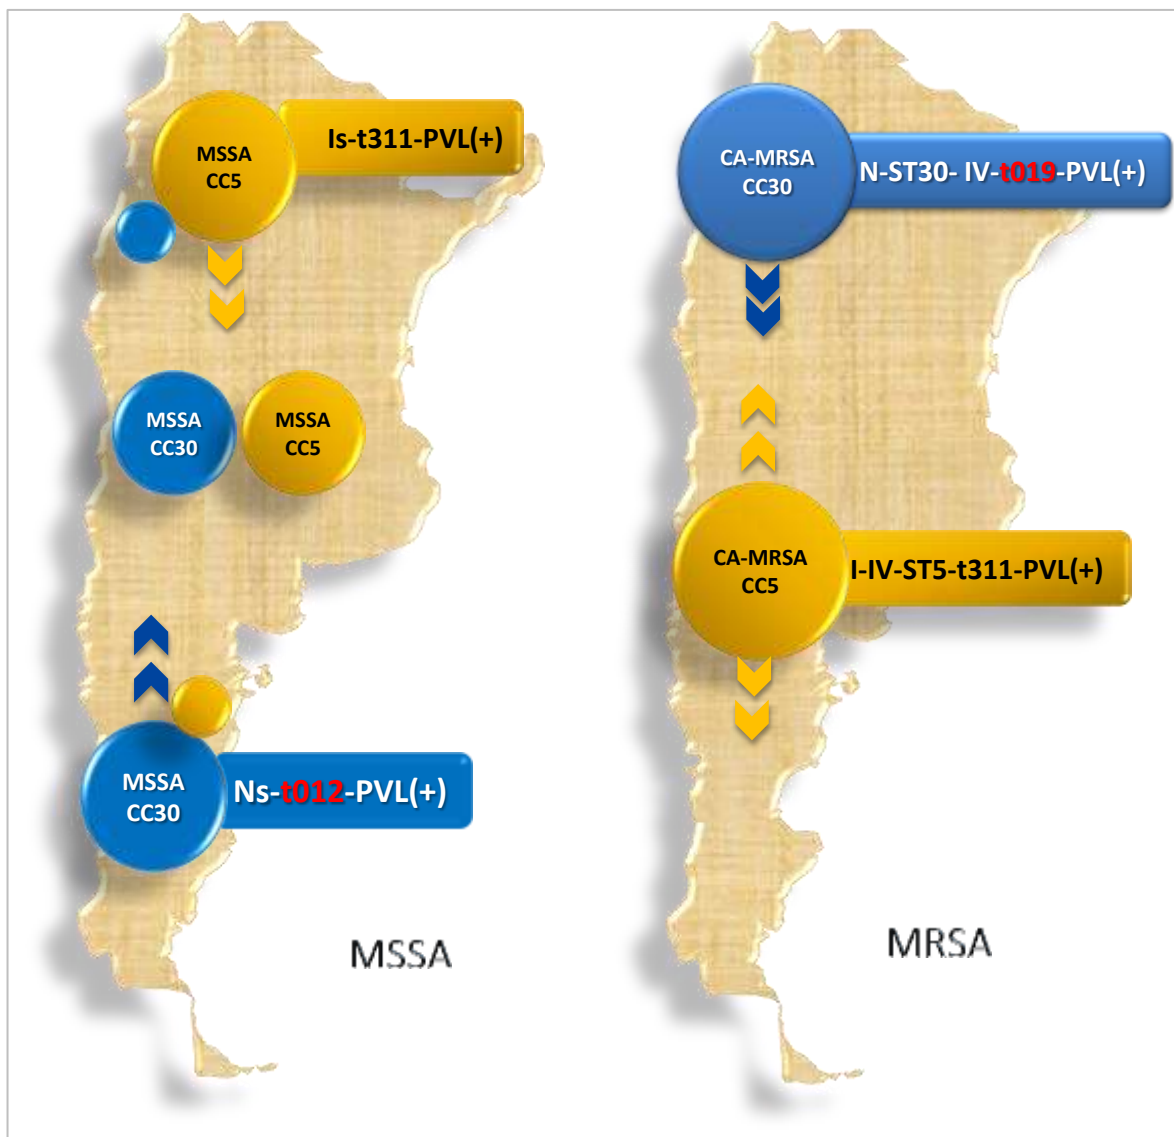 MSSA
CC5
Is-t311-PVL(+)
MSSA
CC30
MSSA
CC5
MSSA
CC30
Ns-t012-PVL(+)
MSSA
CA-MRSA
CC30
N-ST30- IV-t019-PVL(+)
CA-MRSA
CC5
I-IV-ST5-t311-PVL(+)
MRSA